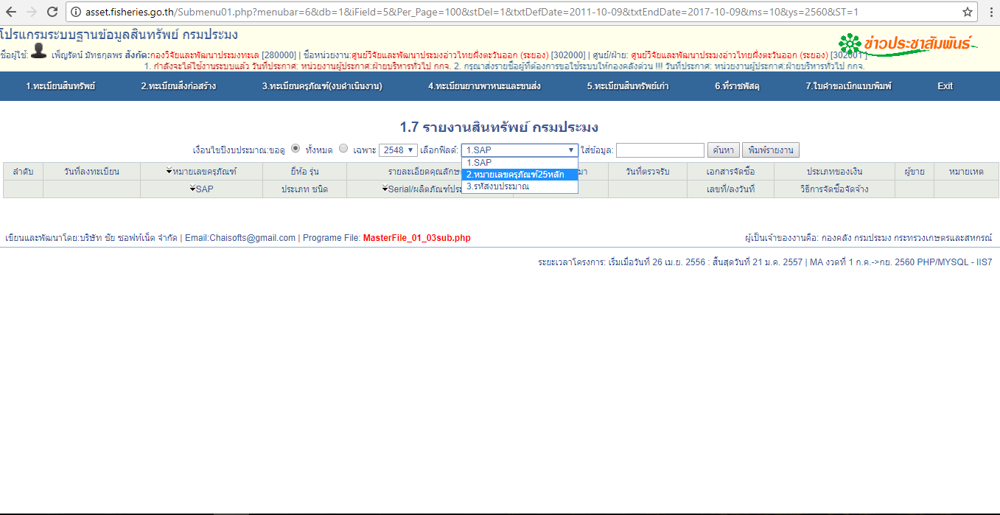 asset.fisheries.go.th/Submenu01.php?menubar=6&db=1&iField=5&Per_Page=100&stDel=1&txtDefDate=2011-10-09&txtEndDate=2017-10-09&ms=10&ys=2560&ST=1
โปรแกรมระบบฐานข้อมูลสินทรัพย์ กรมประมง
ข่าวประชาสัมพันธ์
ชื่อผู้ใช้: เพ็ญรัตน์ มัทธกุลพร สังกัด:กองวิจัยและพัฒนาประมงทะเล [280000] | ชื่อหน่วยงาน:ศูนย์วิจัยและพัฒนาประมงอ่าวไทยฝั่งตะวันออก (ระยอง) [302000] | ศูนย์/ฝ่าย: ศูนย์วิจัยและพัฒนาประมงอ่าวไทยฝั่งตะวันออก (ระยอง) [302001]
1. กำลังจะได้ใช้งานระบบแล้ว วันที่ประกาศ: หน่วยงานผู้ประกาศ:ฝ่ายบริหารทั่วไป กกจ. 2. กรุณาส่งรายชื่อผู้ที่ต้องการขอใช้ระบบให้กองคลังด่วน !!! วันที่ประกาศ: หน่วยงานผู้ประกาศ:ฝ่ายบริหารทั่วไป กกจ.
1.ทะเบียนสินทรัพย์ 2.ทะเบียนสิ่งก่อสร้าง 3.ทะเบียนครุภัณฑ์(งบดำเนินงาน) 4.ทะเบียนยานพาหนะและขนส่ง 5.ทะเบียนสินทรัพย์เก่า 6.ที่ราชพัสดุ 7.ใบคำขอเบิกแบบพิมพ์ Exit
1.7 รายงานสินทรัพย์ กรมประมง
เงื่อนไขปีงบประมาณ:ขอดู ทั้งหมด เฉพาะ 2548 เลือกฟิลด์: 1.SAP ใส่ข้อมูล: ค้นหา พิมพ์รายงาน
1.SAP
2.หมายเลขครุภัณฑ์25หลัก
3.รหัสงบประมาณ
ลำดับ วันที่ลงทะเบียน หมายเลขครุภัณฑ์ ยี่ห้อ รุ่น รายละเอียดคุณลักษ มา วันที่ตรวจรับ เอกสารจัดซื้อ ประเภทของเงิน ผู้ขาย หมายเหตุ
SAP ประเภท ชนิด Serial/ผลิตภัณฑ์ประ เลขที่/ลงวันที่ วิธีการจัดซื้อจัดจ้าง
เขียนและพัฒนาโดย:บริษัท ชัย ซอฟท์เน็ต จำกัด | Email:Chaisofts@gmail.com | Programe File: MasterFile_01_03sub.php ผู้เป็นเจ้าของงานคือ: กองคลัง กรมประมง กระทรวงเกษตรและสหกรณ์
ระยะเวลาโครงการ: เริ่มเมื่อวันที่ 26 เม.ย. 2556 : สิ้นสุดวันที่ 21 ม.ค. 2557 | MA งวดที่ 1 ก.ค.->กย. 2560 PHP/MYSQL - IIS7